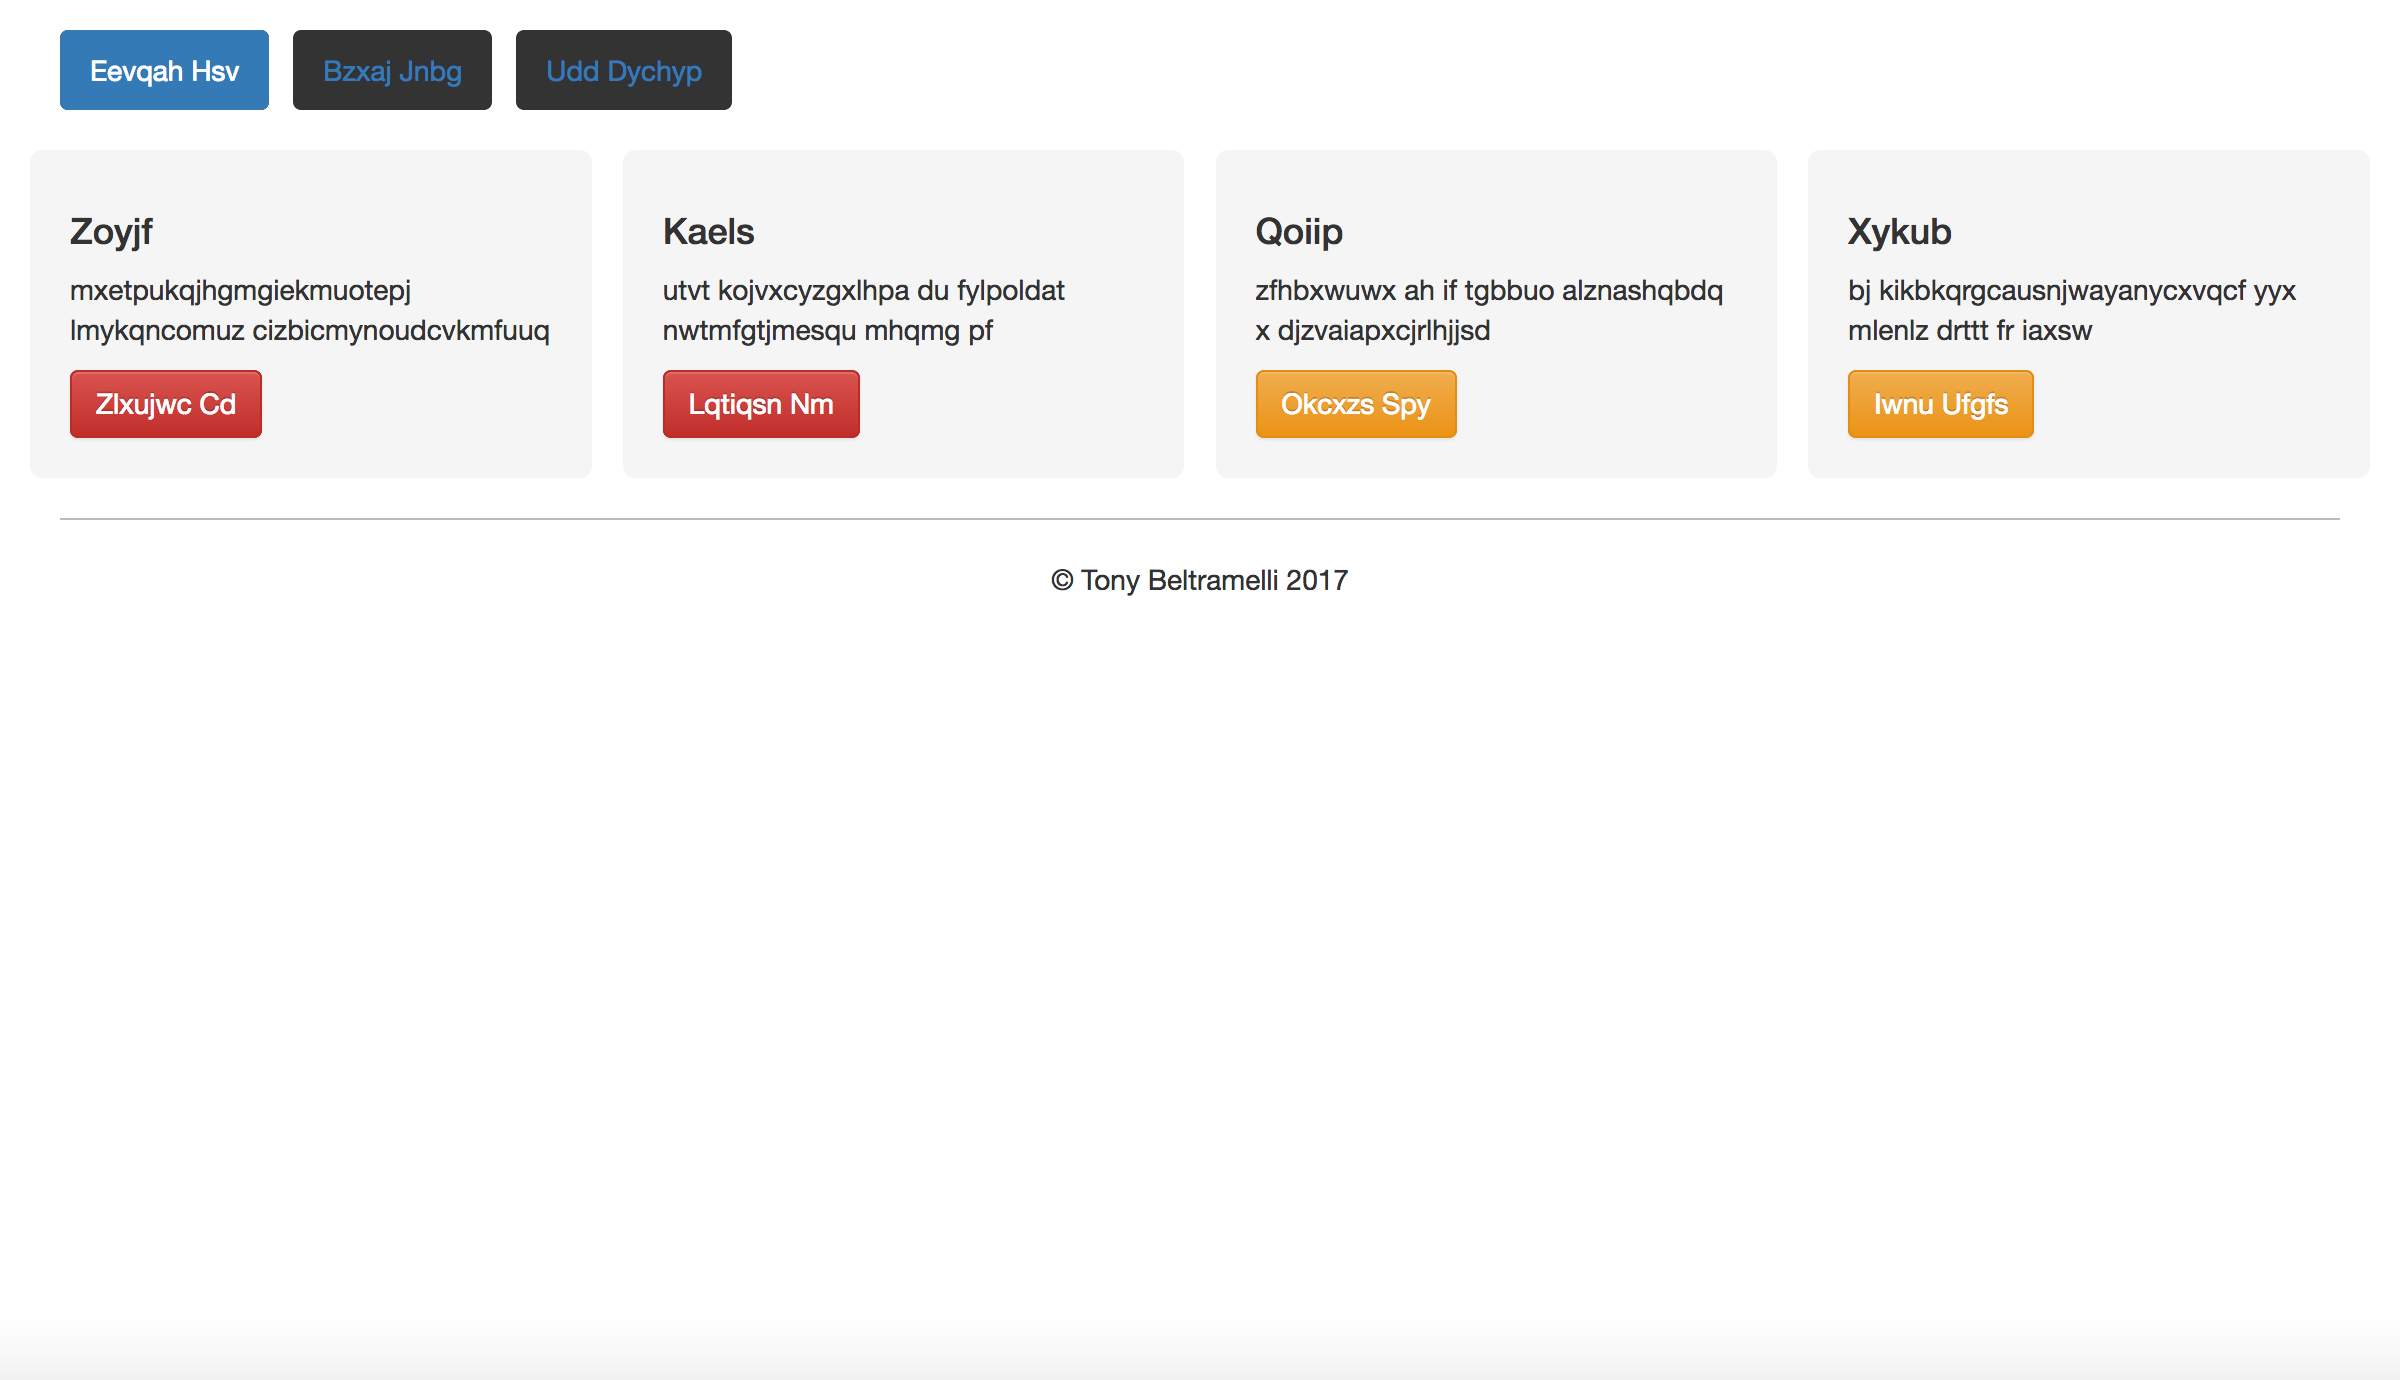 Eevqah Hsv Bzxaj Jnbg Udd Dychyp
Zoyjf
mxetpukqjhgmgiekmuotepj
lmykqncomuz cizbicmynoudcvkmfuuq
Zlxujwc Cd
Kaels
utvt kojvxcyzgxlhpa du fylpoldat
nwtmfgtjmesqu mhqmg pf
Lqtiqsn Nm
Qoiip
zfhbxwuwx ah if tgbbuo alznashqbdq
x djzvaiapxcjrlhjjsd
Okcxzs Spy
Xykub
bj kikbkqrgcausnjwayanycxvqcf yyx
mlenlz drttt fr iaxsw
Iwnu Ufgfs
© Tony Beltramelli 2017